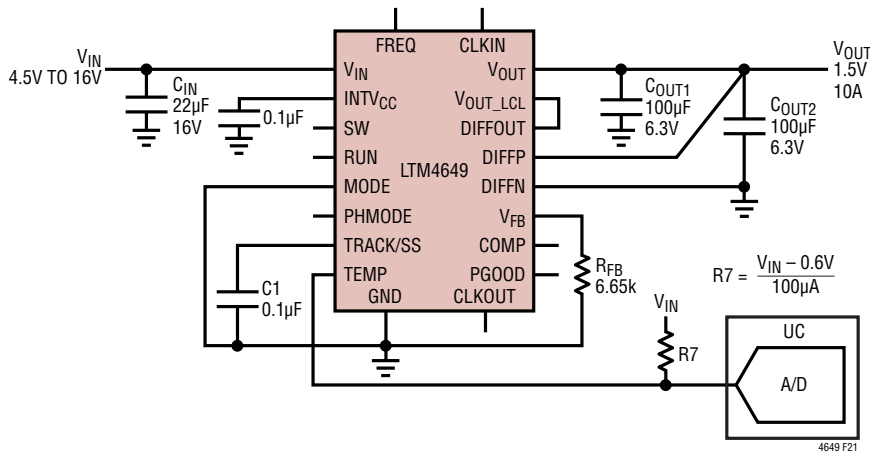 FREQ CLKIN
V_IN
4.5V TO 16V
C_IN
22µF
16V
0.1µF
V_IN
INTV_CC
SW
RUN
MODE
PHMODE
TRACK/SS
TEMP
GND
LTM4649
V_OUT
V_OUT_LCL
DIFFOUT
DIFFP
DIFFN
V_FB
COMP
PGOOD
CLKOUT
C_OUT1
100µF
6.3V
C_OUT2
100µF
6.3V
V_OUT
1.5V
10A
C1
0.1µF
R_FB
6.65k
R7 = V_IN – 0.6V
100µA
V_IN
R7
UC
A/D
4649 F21